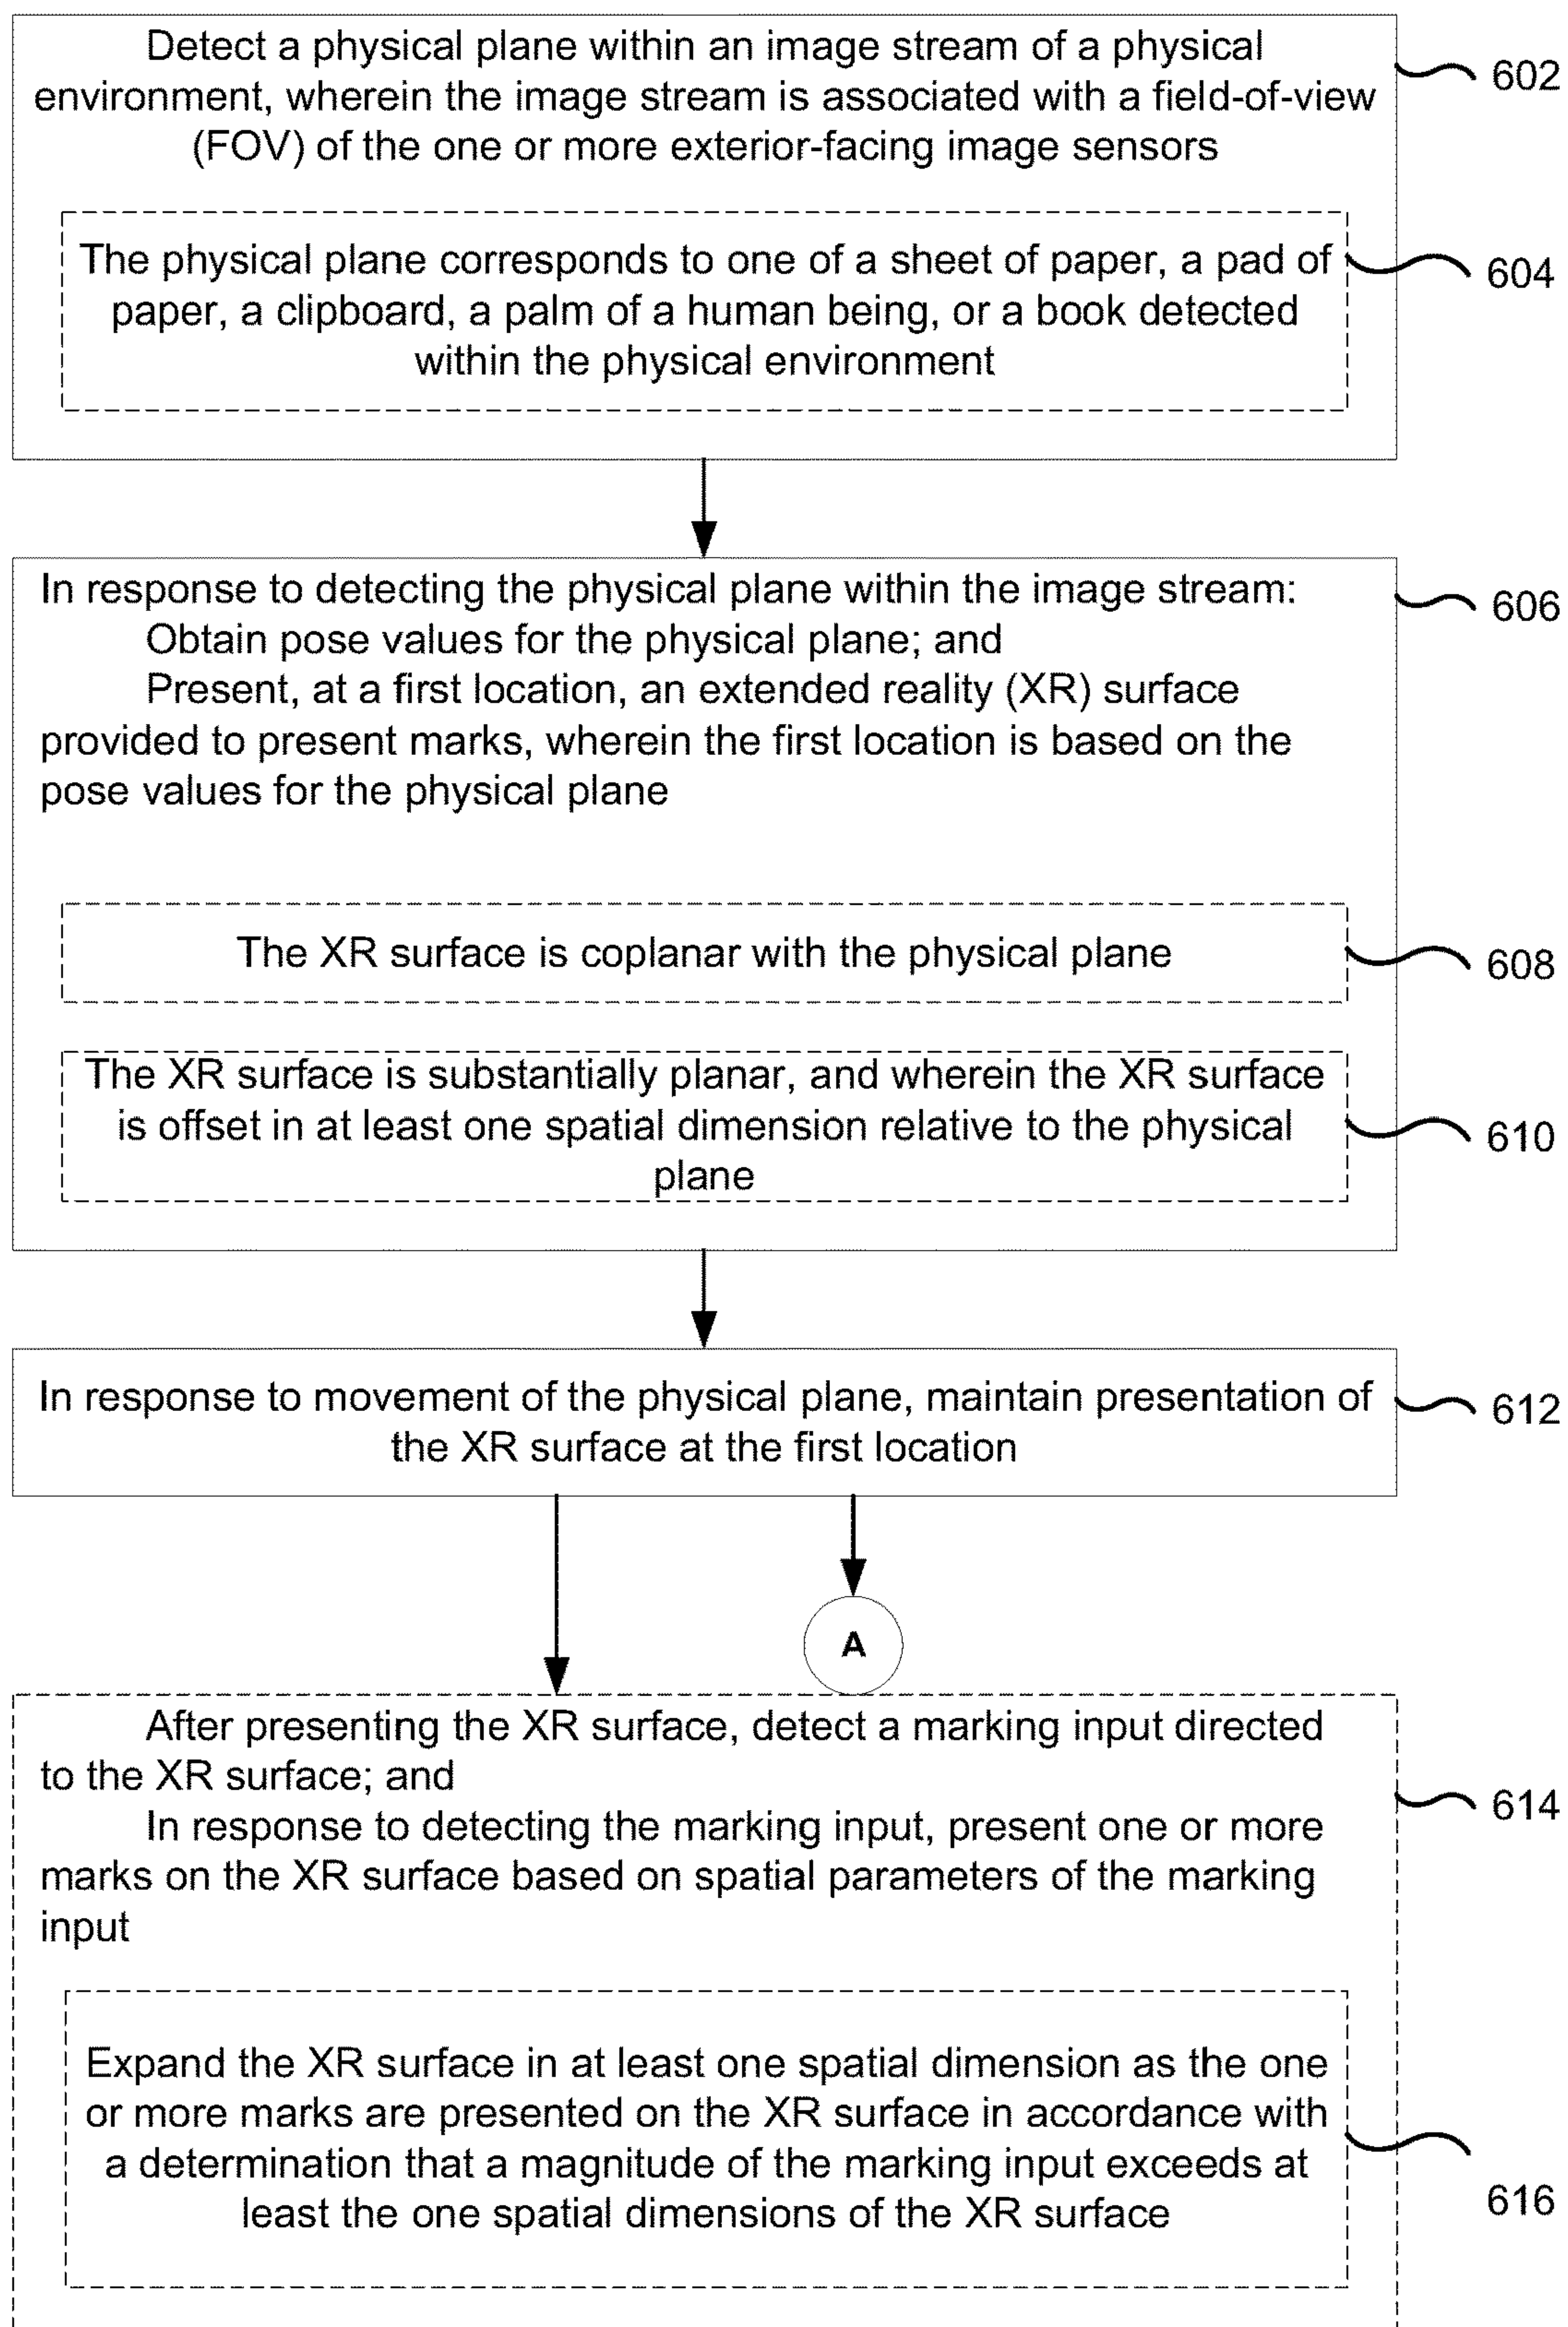 Detect a physical plane within an image stream of a physical
environment, wherein the image stream is associated with a field-of-view
(FOV) of the one or more exterior-facing image sensors
602
The physical plane corresponds to one of a sheet of paper, a pad of
paper, a clipboard, a palm of a human being, or a book detected
within the physical environment
604
In response to detecting the physical plane within the image stream:
Obtain pose values for the physical plane; and
Present, at a first location, an extended reality (XR) surface
provided to present marks, wherein the first location is based on the
pose values for the physical plane
606
The XR surface is coplanar with the physical plane
608
The XR surface is substantially planar, and wherein the XR surface
is offset in at least one spatial dimension relative to the physical
plane
610
In response to movement of the physical plane, maintain presentation of
the XR surface at the first location
612
A
After presenting the XR surface, detect a marking input directed
to the XR surface; and
In response to detecting the marking input, present one or more
marks on the XR surface based on spatial parameters of the marking
input
614
Expand the XR surface in at least one spatial dimension as the one
or more marks are presented on the XR surface in accordance with
a determination that a magnitude of the marking input exceeds at
least the one spatial dimensions of the XR surface
616